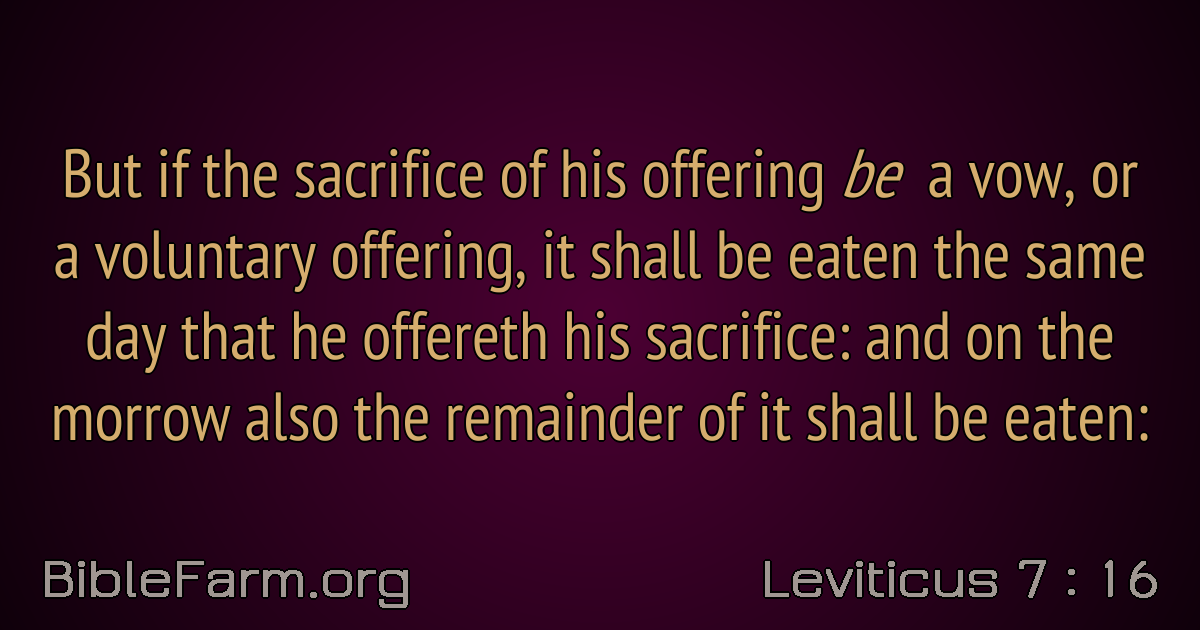 But if the sacrifice of his offering be a vow, or
a voluntary offering, it shall be eaten the same
day that he offereth his sacrifice: and on the
morrow also the remainder of it shall be eaten:
BibleFarm.org
Leviticus 7 : 16